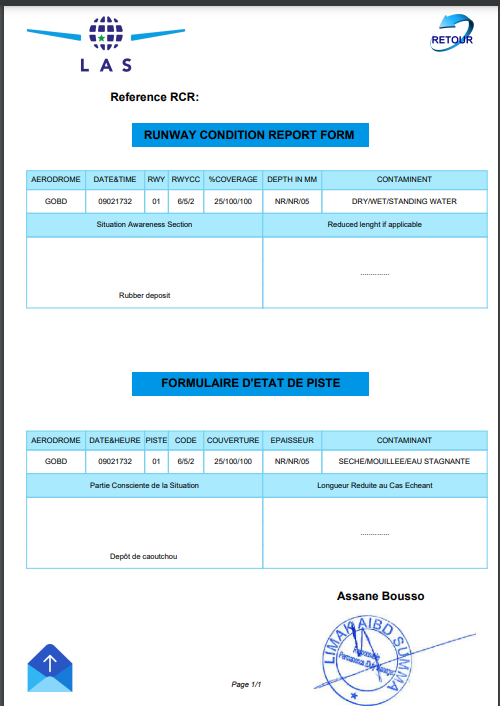 LAS
RETOUR
Reference RCR:
RUNWAY CONDITION REPORT FORM
AERODROME DATE&TIME RWY RWYCC %COVERAGE DEPTH IN MM CONTAMINENT
GOBD 09021732 01 6/5/2 25/100/100 NR/NR/05 DRY/WET/STANDING WATER
Situation Awareness Section Reduced lenght if applicable
..............
Rubber deposit
FORMULAIRE D'ETAT DE PISTE
AERODROME DATE&HEURE PISTE CODE COUVERTURE EPAISSEUR CONTAMINANT
GOBD 09021732 01 6/5/2 25/100/100 NR/NR/05 SECHE/MOUILLEE/EAU STAGNANTE
Partie Consciente de la Situation Longueur Reduite au Cas Echeant
..............
Depôt de caoutchou
Assane Bousso
LIMAKAIBD SUMMA
Responsable
Page 1/1